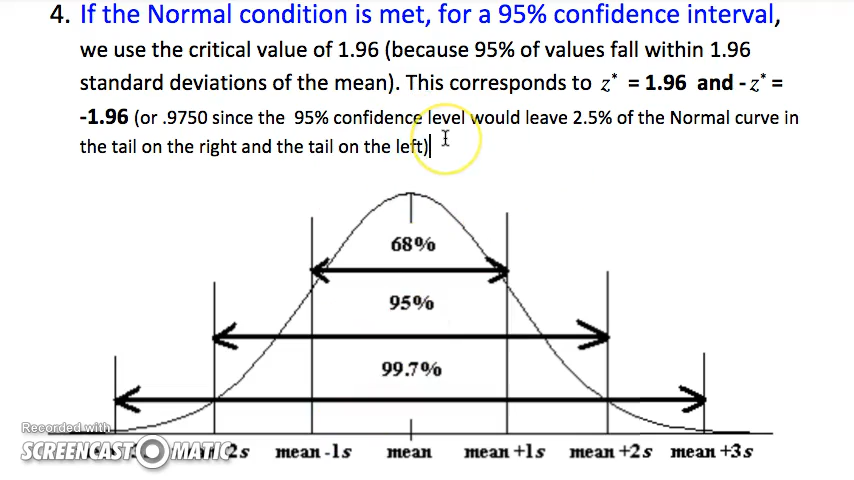 4. If the Normal condition is met, for a 95% confidence interval,
we use the critical value of 1.96 (because 95% of values fall within 1.96
standard deviations of the mean). This corresponds to z* = 1.96 and -z* =
-1.96 (or .9750 since the 95% confidence level would leave 2.5% of the Normal curve in
the tail on the right and the tail on the left)
68%
95%
99.7%
Recorded with
SCREENCAST MATIC
2s mean -1s mean mean +1s mean +2s mean +3s